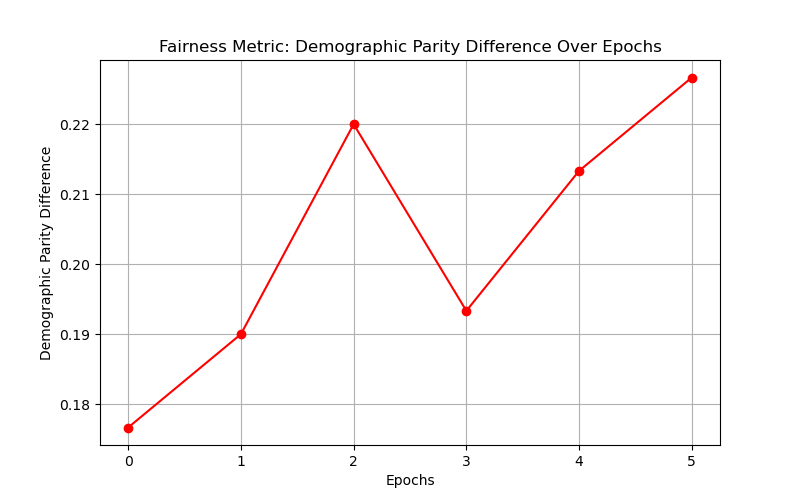 Fairness Metric: Demographic Parity Difference Over Epochs
Demographic Parity Difference
0.22
0.21
0.20
0.19
0.18
0 1 2 3 4 5
Epochs